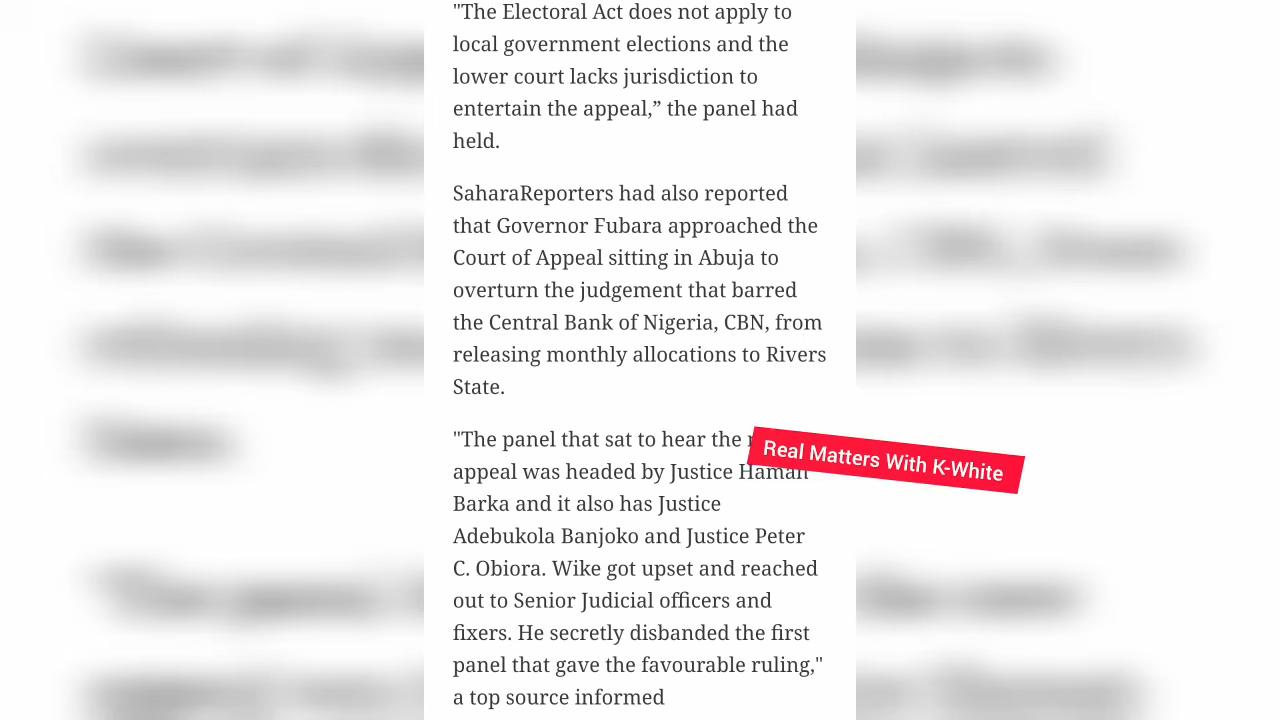 "The Electoral Act does not apply to
local government elections and the
lower court lacks jurisdiction to
entertain the appeal,” the panel had
held.
SaharaReporters had also reported
that Governor Fubara approached the
Court of Appeal sitting in Abuja to
overturn the judgement that barred
the Central Bank of Nigeria, CBN, from
releasing monthly allocations to Rivers
State.
"The panel that sat to hear the
appeal was headed by Justice Haman
Barka and it also has Justice
Adebukola Banjoko and Justice Peter
C. Obiora. Wike got upset and reached
out to Senior Judicial officers and
fixers. He secretly disbanded the first
panel that gave the favourable ruling,"
a top source informed
Real Matters With K-White